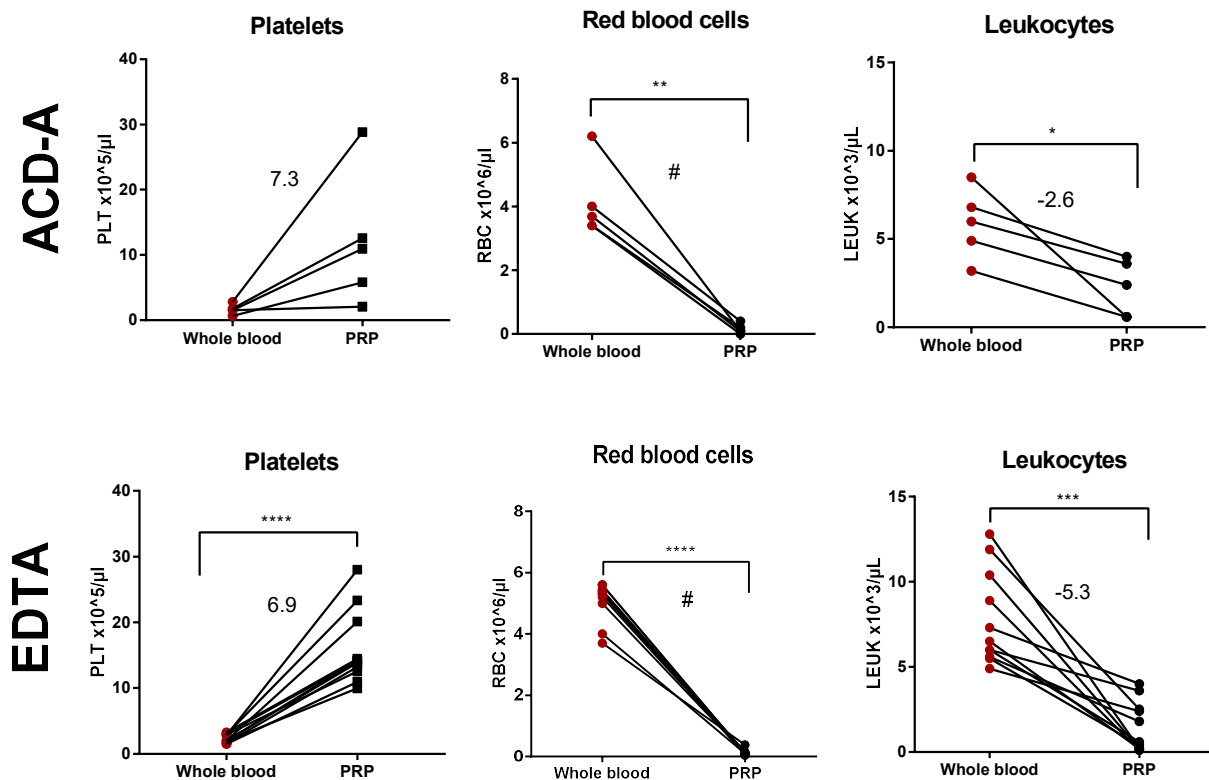 ACD-A
Platelets
PLT x10^5/µl
40
30
20
10
0
7.3
Whole blood
PRP
Red blood cells
RBC x10^6/µl
8
6
4
2
0
**
#
Whole blood
PRP
Leukocytes
LEUK x10^3/µL
15
10
5
0
*
-2.6
Whole blood
PRP
EDTA
Platelets
PLT x10^5/µl
40
30
20
10
0
****
6.9
Whole blood
PRP
Red blood cells
RBC x10^6/µl
8
6
4
2
0
****
#
Whole blood
PRP
Leukocytes
LEUK x10^3/µL
15
10
5
0
***
-5.3
Whole blood
PRP